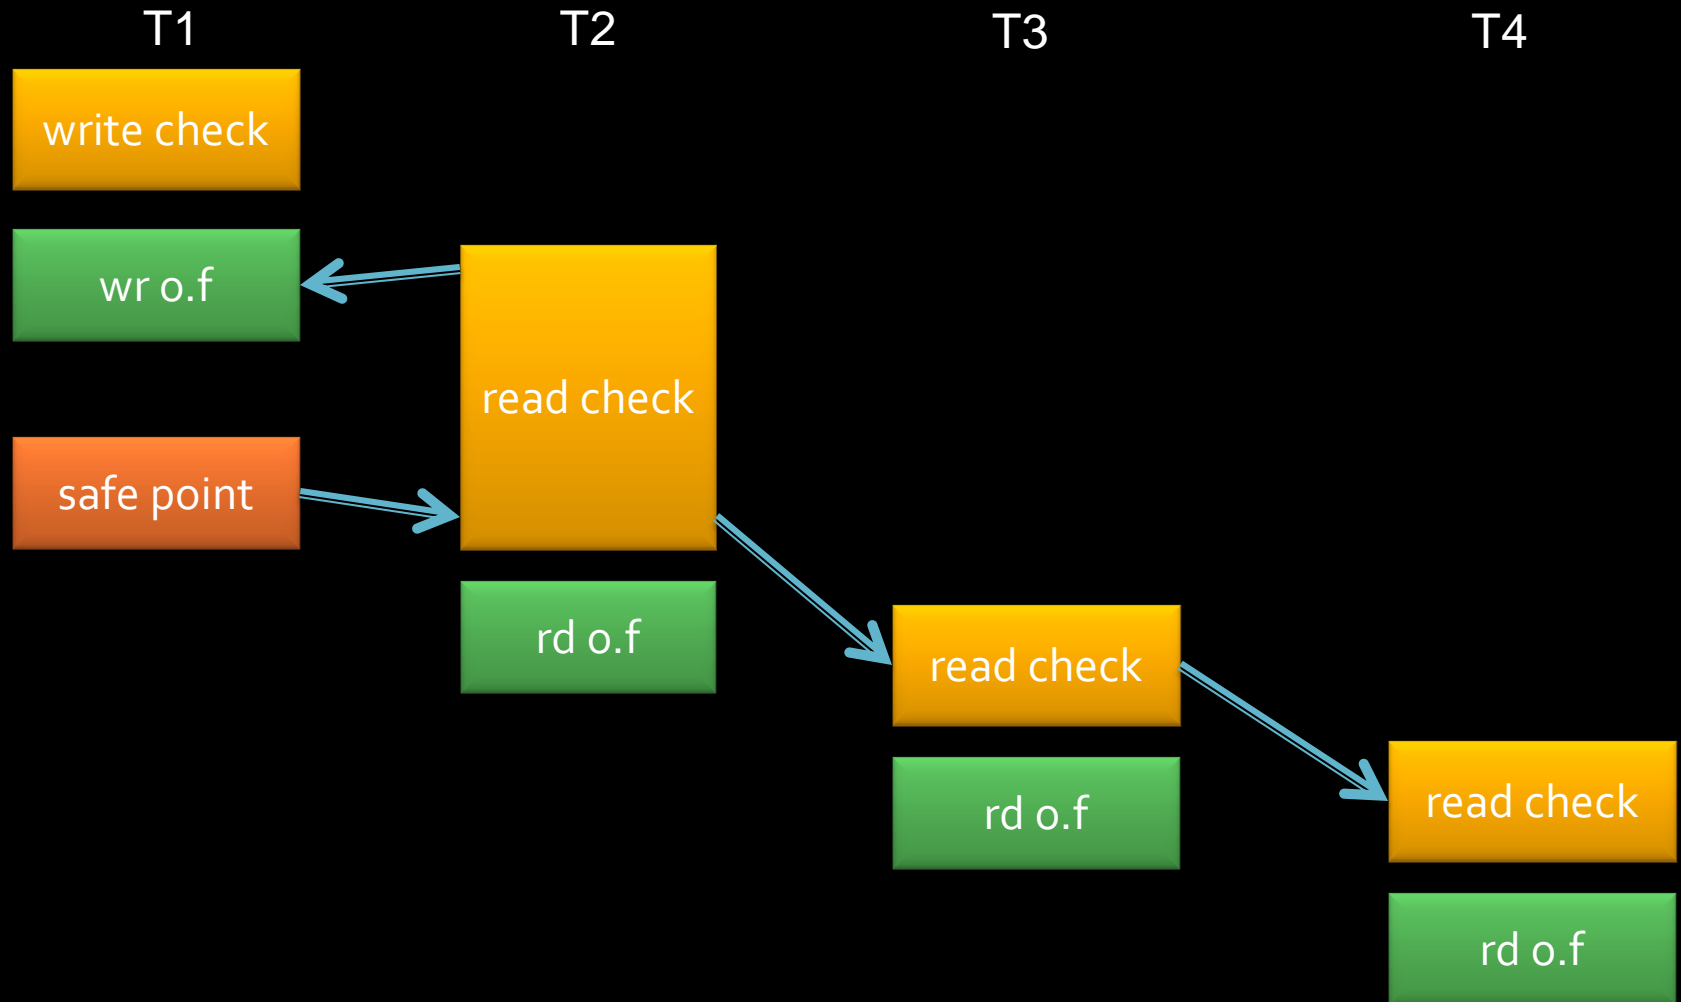 T1
T2
T3
T4
write check
wr o.f
read check
safe point
rd o.f
read check
rd o.f
read check
rd o.f